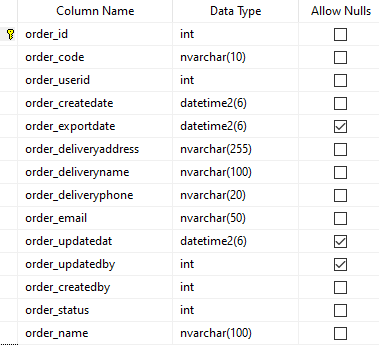 Column Name Data Type Allow Nulls
order_id int
order_code nvarchar(10)
order_userid int
order_createdate datetime2(6)
order_exportdate datetime2(6)
order_deliveryaddress nvarchar(255)
order_deliveryname nvarchar(100)
order_deliveryphone nvarchar(20)
order_email nvarchar(50)
order_updatedat datetime2(6)
order_updatedby int
order_createdby int
order_status int
order_name nvarchar(100)